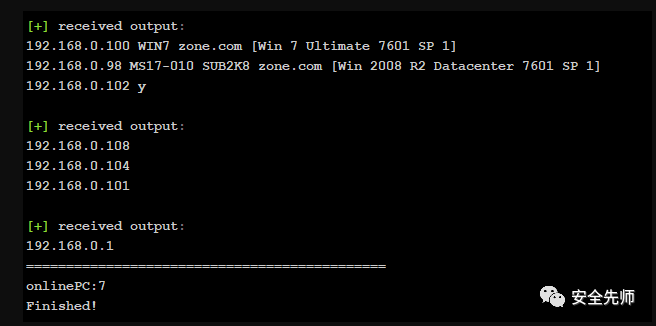 [+] received output:
192.168.0.100 WIN7 zone.com [Win 7 Ultimate 7601 SP 1]
192.168.0.98 MS17-010 SUB2K8 zone.com [Win 2008 R2 Datacenter 7601 SP 1]
192.168.0.102 y
[+] received output:
192.168.0.108
192.168.0.104
192.168.0.101
[+] received output:
192.168.0.1
=============================================
onlinePC:7
Finished!
安全先师